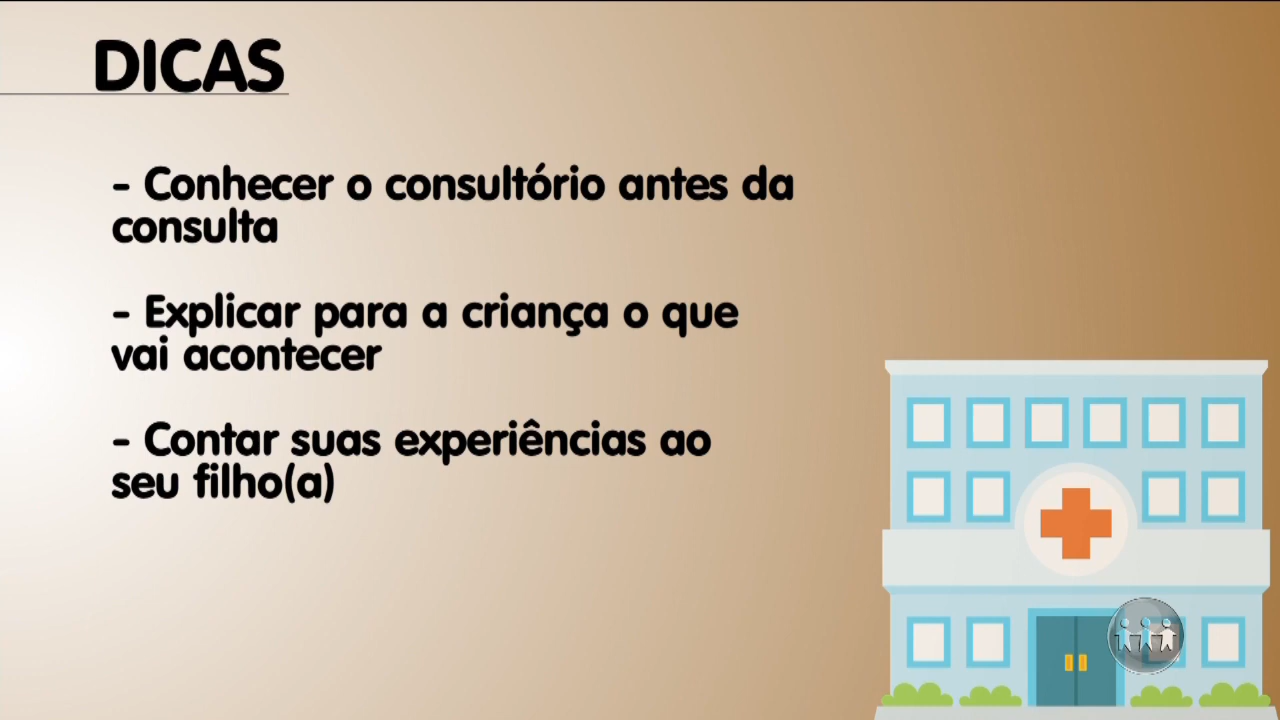 DICAS
- Conhecer o consultório antes da
consulta
- Explicar para a criança o que
vai acontecer
- Contar suas experiências ao
seu filho(a)